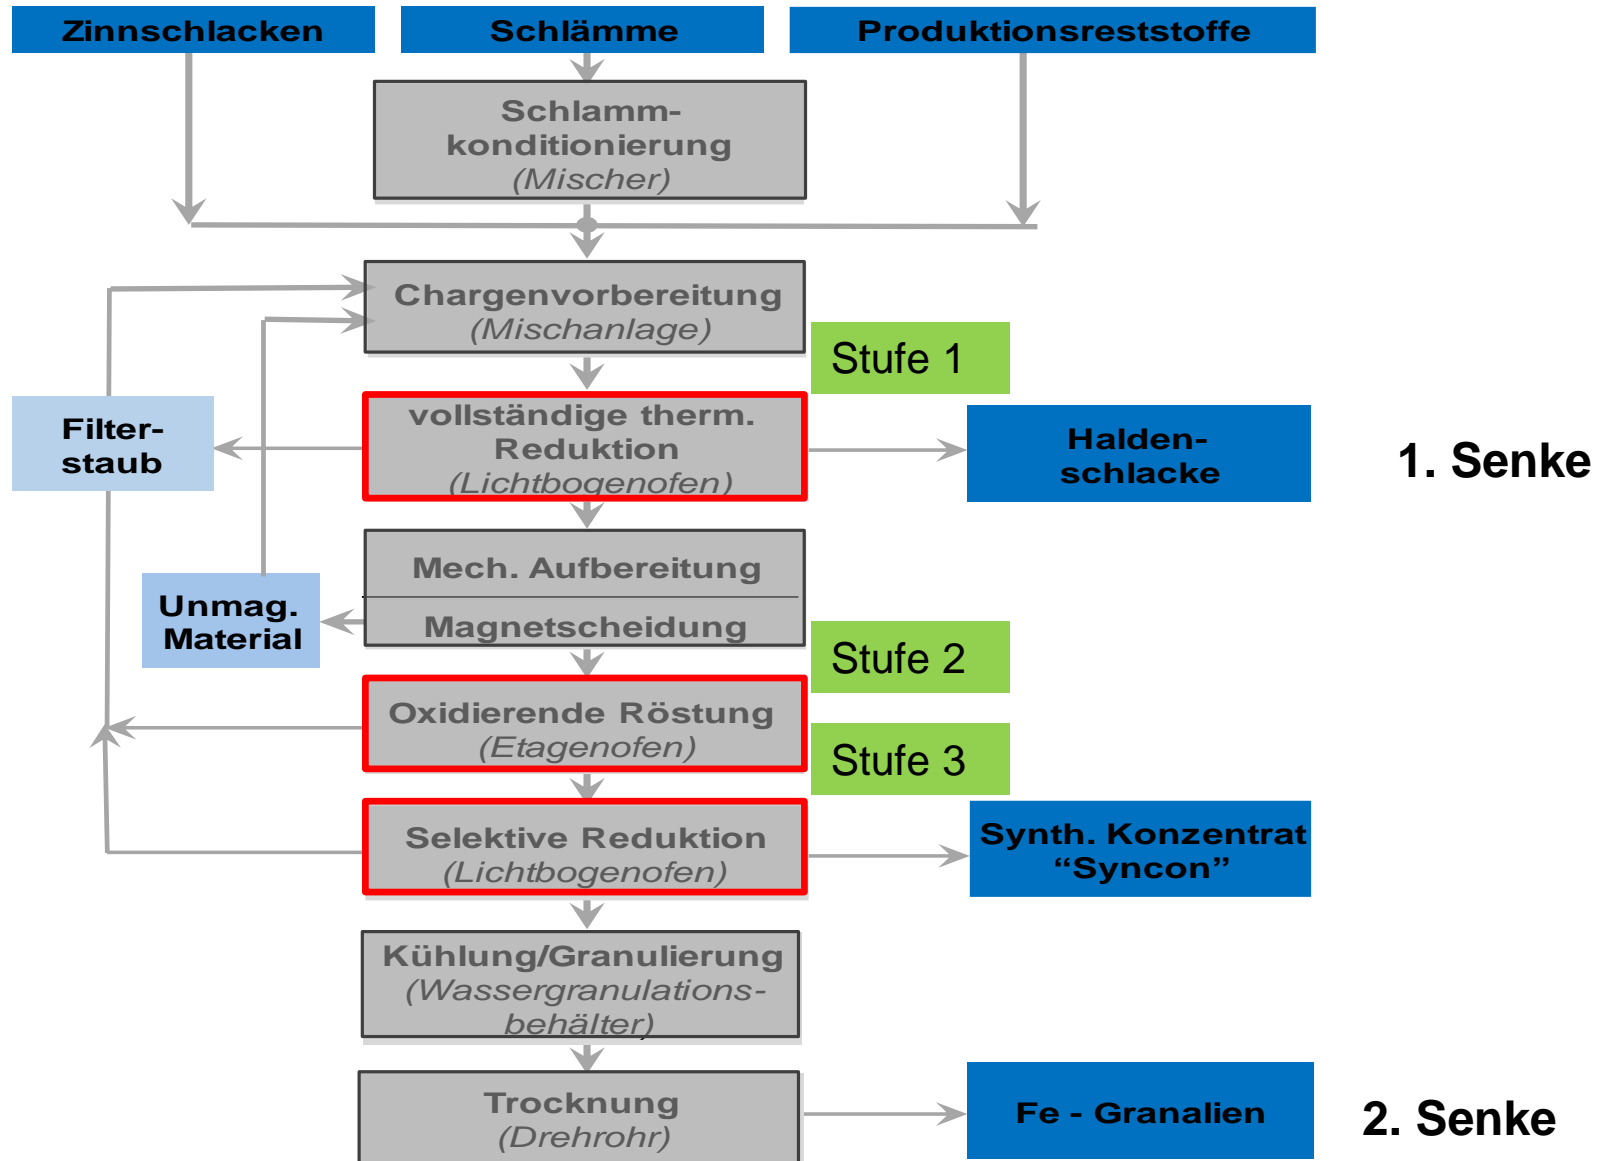 Zinnschlacken
Schlämme
Produktionsreststoffe
Schlamm-
konditionierung
(Mischer)
Chargenvorbereitung
(Mischanlage)
Stufe 1
vollständige therm.
Reduktion
(Lichtbogenofen)
Filter-
staub
Halden-
schlacke
1. Senke
Mech. Aufbereitung
Magnetscheidung
Unmag.
Material
Stufe 2
Oxidierende Röstung
(Etagenofen)
Stufe 3
Selektive Reduktion
(Lichtbogenofen)
Synth. Konzentrat
“Syncon”
Kühlung/Granulierung
(Wassergranulations-
behälter)
Trocknung
(Drehrohr)
Fe - Granalien
2. Senke